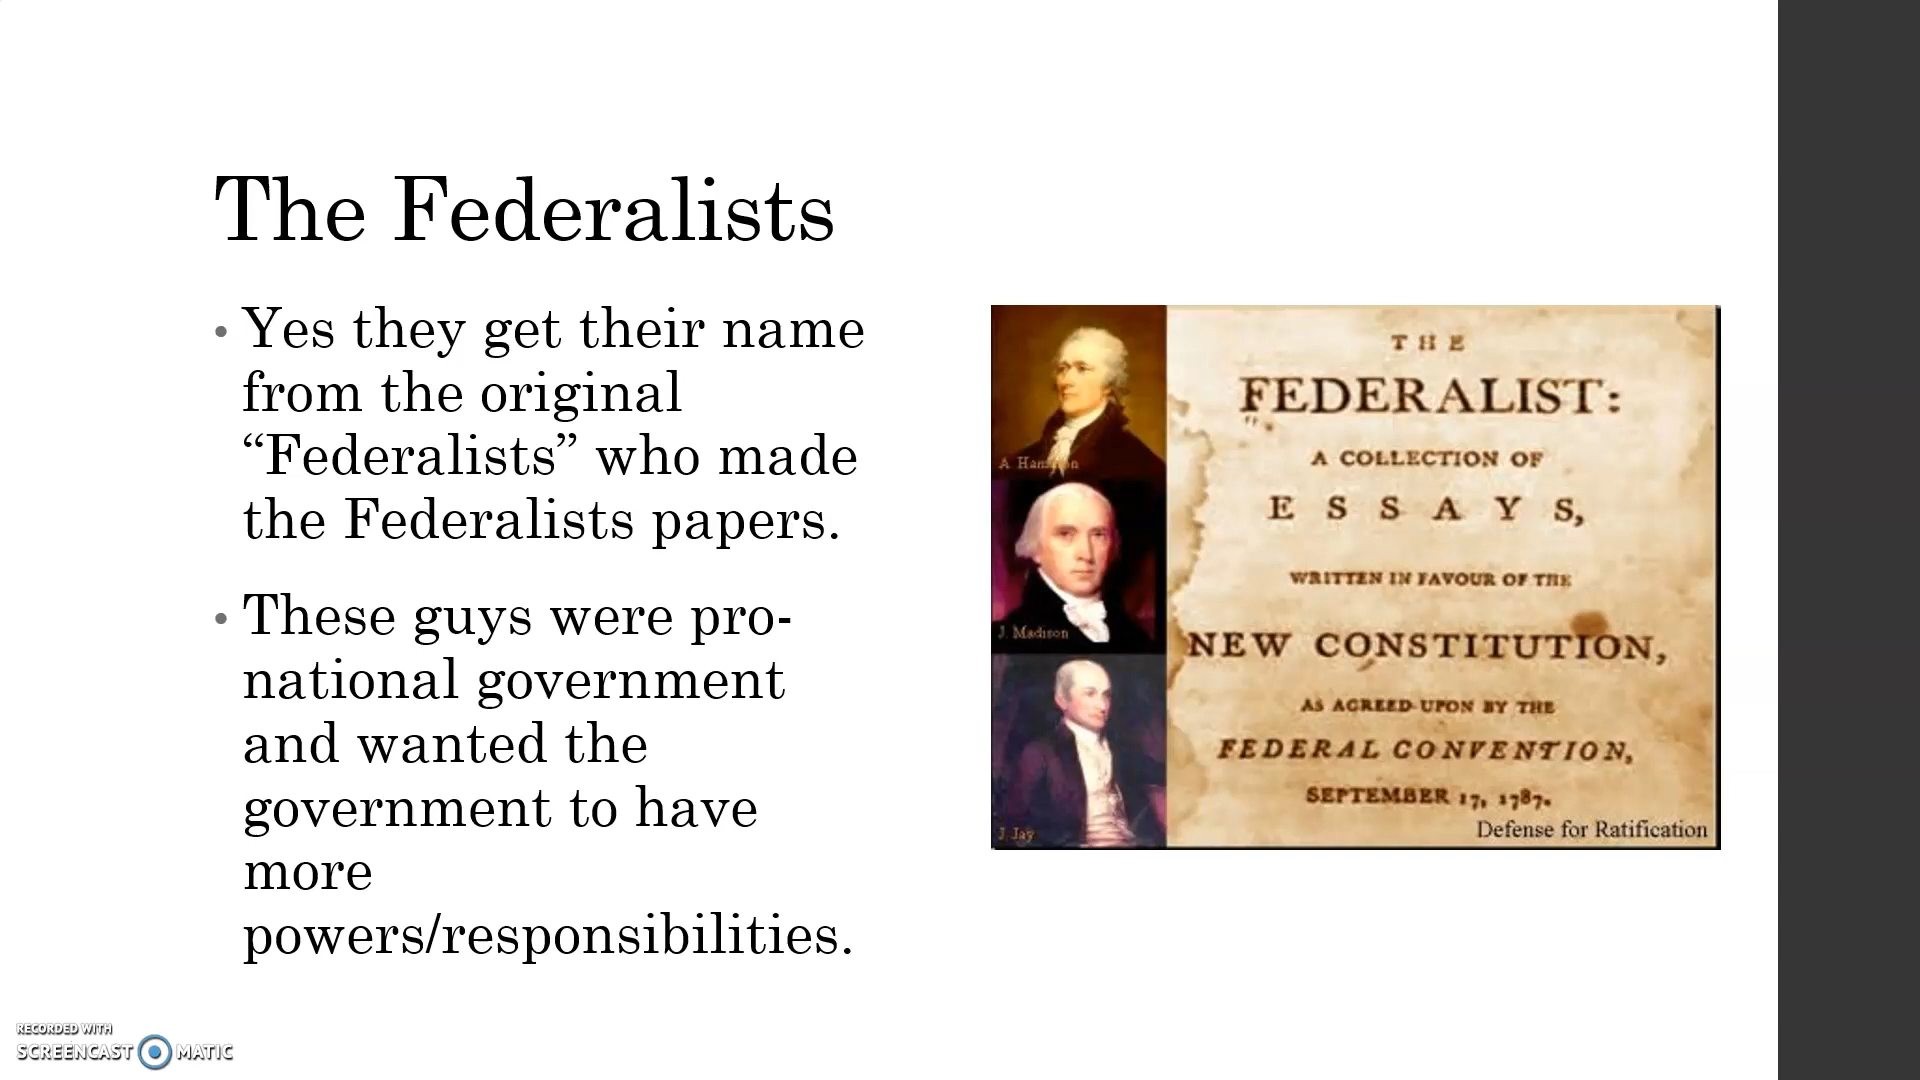 The Federalists
• Yes they get their name
from the original
“Federalists” who made
the Federalists papers.
• These guys were pro-
national government
and wanted the
government to have
more
powers/responsibilities.
A. Hamilton
J. Madison
J. Jay
THE
FEDERALIST:
A COLLECTION OF
ESSAYS,
WRITTEN IN FAVOUR OF THE
NEW CONSTITUTION,
AS AGREED UPON BY THE
FEDERAL CONVENTION,
SEPTEMBER 17, 1787.
Defense for Ratification
RECORDED WITH
SCREENCAST MATIC